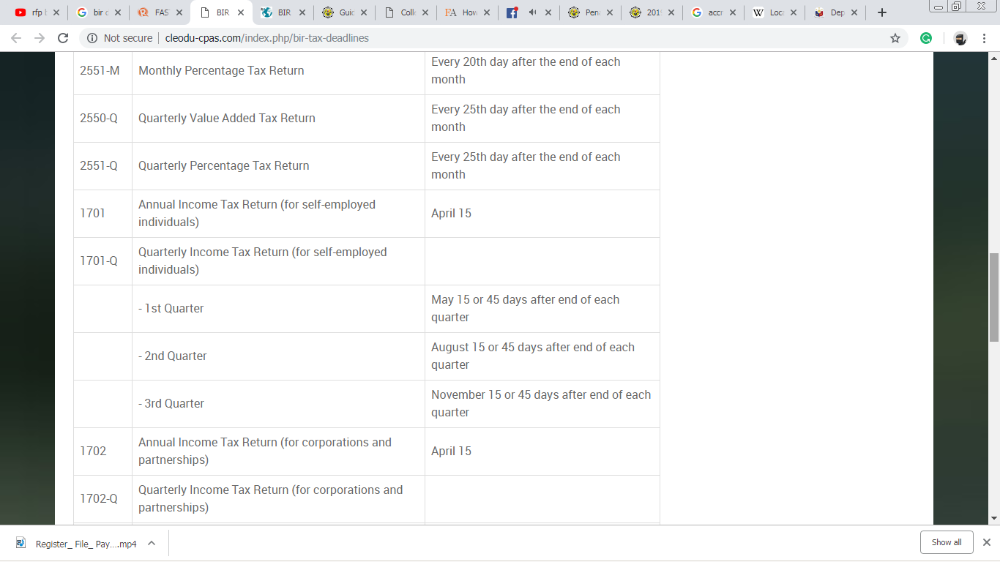 rfp b
bir c
FAS
BIR
BIR
Guid
Colle
How
Pena
2019
accr
Loca
Dep
Not secure
cleodu-cpas.com/index.php/bir-tax-deadlines
2551-M
Monthly Percentage Tax Return
Every 20th day after the end of each
month
2550-Q
Quarterly Value Added Tax Return
Every 25th day after the end of each
month
2551-Q
Quarterly Percentage Tax Return
Every 25th day after the end of each
month
1701
Annual Income Tax Return (for self-employed
individuals)
April 15
1701-Q
Quarterly Income Tax Return (for self-employed
individuals)
- 1st Quarter
May 15 or 45 days after end of each
quarter
- 2nd Quarter
August 15 or 45 days after end of each
quarter
- 3rd Quarter
November 15 or 45 days after end of each
quarter
1702
Annual Income Tax Return (for corporations and
partnerships)
April 15
1702-Q
Quarterly Income Tax Return (for corporations and
partnerships)
Register_ File_ Pay....mp4
Show all